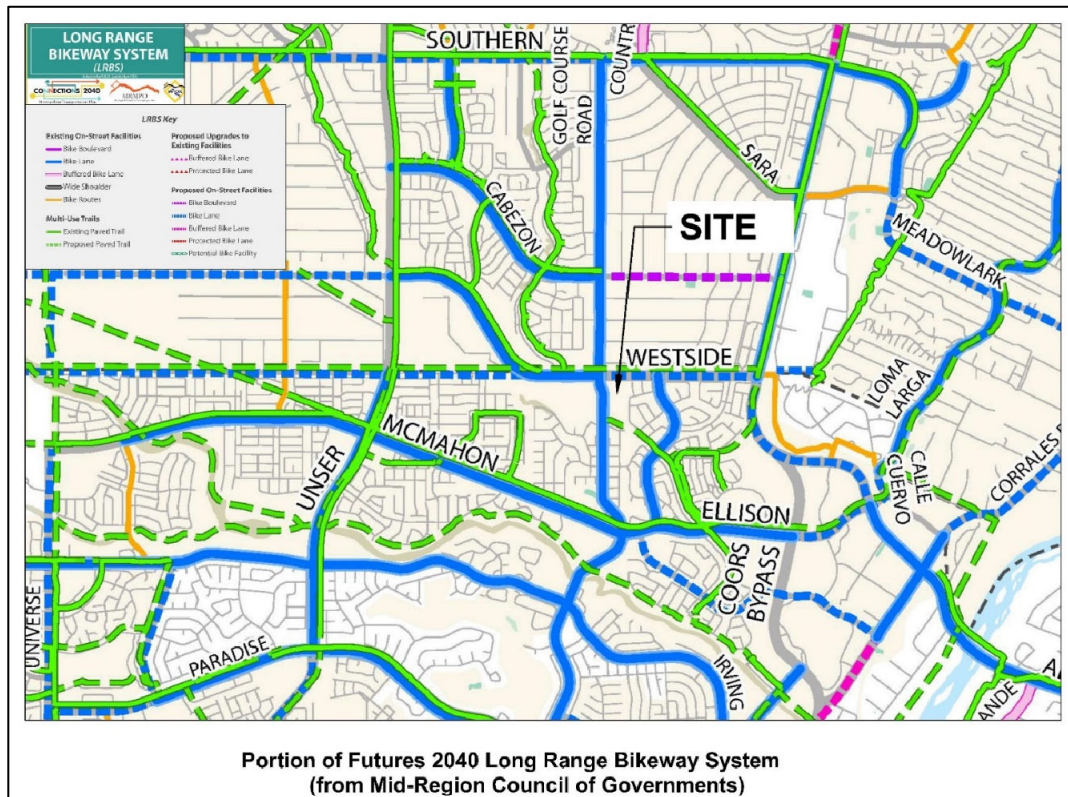 LONG RANGE
BIKEWAY SYSTEM
(LRBS)
CONNECTIONS 2040
LRBS Key
Existing On-Street Facilities
Bike Boulevard
Bike Lane
Buffered Bike Lane
Wide Shoulder
Bike Routes
Multi-Use Trails
Existing Paved Trail
Proposed Paved Trail
Proposed Upgrades to
Existing Facilities
Buffered Bike Lane
Protected Bike Lane
Proposed On-Street Facilities
Bike Boulevard
Bike Lane
Buffered Bike Lane
Protected Bike Lane
Potential Bike Facility
SOUTHERN
GOLF COURSE
ROAD
COUNTR
SARA
CABEZON
SITE
MEADOWLARK
WESTSIDE
LOMA
LARGA
MCMAHON
UNSER
ELLISON
CALLE
CUERVO
CORRALES
COORS
BYPASS
UNIVERSE
PARADISE
IRVING
ANDE
Portion of Futures 2040 Long Range Bikeway System
(from Mid-Region Council of Governments)